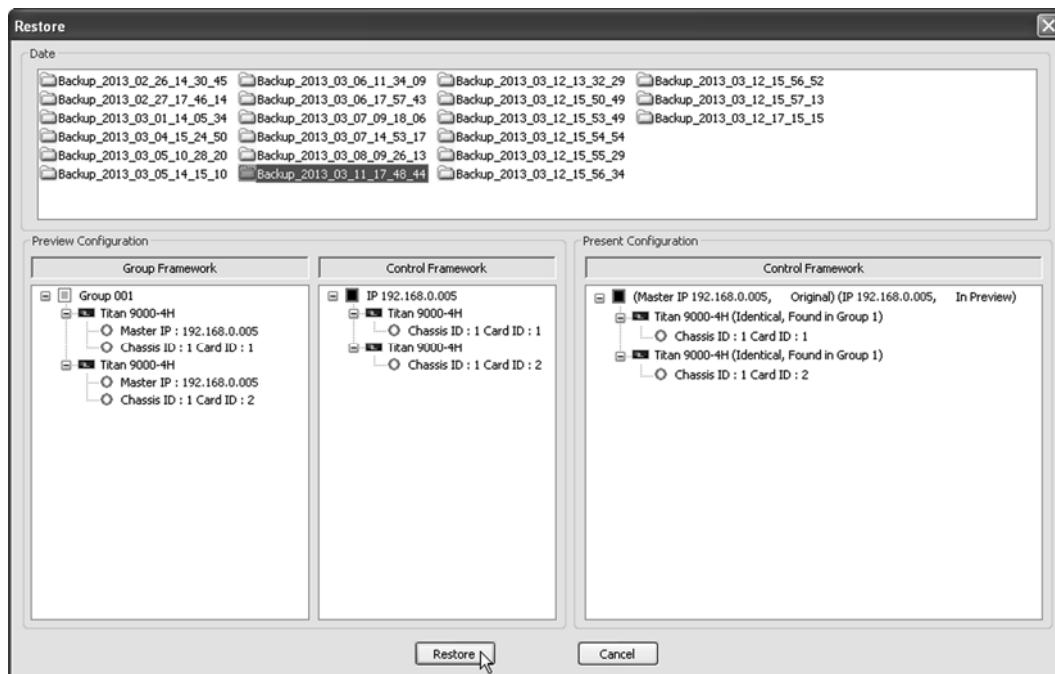 Restore
Date
Backup_2013_02_26_14_30_45 Backup_2013_03_06_11_34_09 Backup_2013_03_12_13_32_29 Backup_2013_03_12_15_56_52
Backup_2013_02_27_17_46_14 Backup_2013_03_06_17_57_43 Backup_2013_03_12_15_50_49 Backup_2013_03_12_15_57_13
Backup_2013_03_01_14_05_34 Backup_2013_03_07_09_18_06 Backup_2013_03_12_15_53_49 Backup_2013_03_12_17_15_15
Backup_2013_03_04_15_24_50 Backup_2013_03_07_14_53_17 Backup_2013_03_12_15_54_54
Backup_2013_03_05_10_28_20 Backup_2013_03_08_09_26_13 Backup_2013_03_12_15_55_29
Backup_2013_03_05_14_15_10 Backup_2013_03_11_17_48_44 Backup_2013_03_12_15_56_34
Preview Configuration
Group Framework
Group 001
Titan 9000-4H
Master IP : 192.168.0.005
Chassis ID : 1 Card ID : 1
Titan 9000-4H
Master IP : 192.168.0.005
Chassis ID : 1 Card ID : 2
Control Framework
IP 192.168.0.005
Titan 9000-4H
Chassis ID : 1 Card ID : 1
Titan 9000-4H
Chassis ID : 1 Card ID : 2
Present Configuration
Control Framework
(Master IP 192.168.0.005, Original) (IP 192.168.0.005, In Preview)
Titan 9000-4H (Identical, Found in Group 1)
Chassis ID : 1 Card ID : 1
Titan 9000-4H (Identical, Found in Group 1)
Chassis ID : 1 Card ID : 2
Restore Cancel